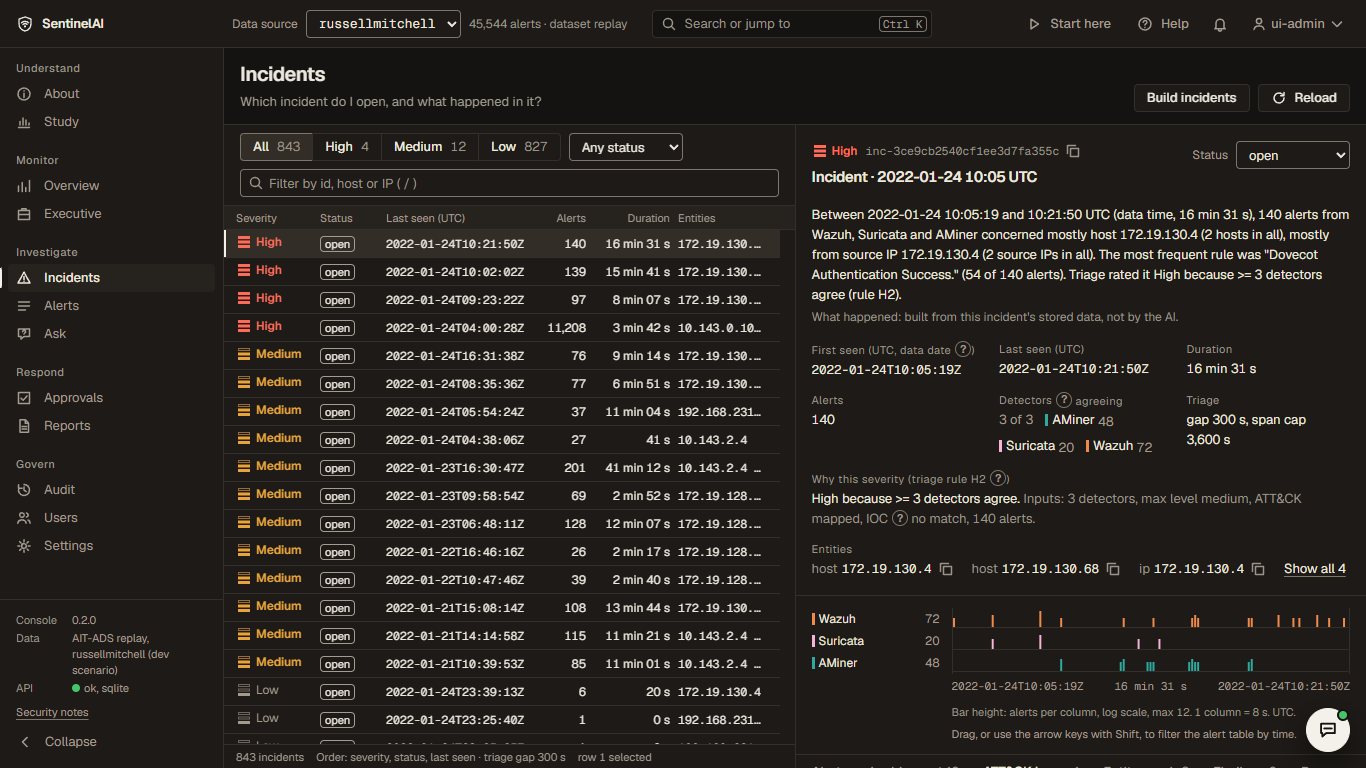 SentinelAI
Data source
russellmitchell
45,544 alerts · dataset replay
Search or jump to
Ctrl K
Start here
Help
ui-admin
Understand
About
Study
Monitor
Overview
Executive
Investigate
Incidents
Alerts
Ask
Respond
Approvals
Reports
Govern
Audit
Users
Settings
Console 0.2.0
Data AIT-ADS replay,
russellmitchell (dev
scenario)
API ok, sqlite
Security notes
Collapse
Incidents
Which incident do I open, and what happened in it?
Build incidents
Reload
All 843 High 4 Medium 12 Low 827 Any status
Filter by id, host or IP ( / )
Severity Status Last seen (UTC) Alerts Duration Entities
High open 2022-01-24T10:21:50Z 140 16 min 31 s 172.19.130.…
High open 2022-01-24T10:02:02Z 139 15 min 41 s 172.19.130.…
High open 2022-01-24T09:23:22Z 97 8 min 07 s 172.19.130.…
High open 2022-01-24T04:00:28Z 11,208 3 min 42 s 10.143.0.10…
Medium open 2022-01-24T16:31:38Z 76 9 min 14 s 172.19.130.…
Medium open 2022-01-24T08:35:36Z 77 6 min 51 s 172.19.130.…
Medium open 2022-01-24T05:54:24Z 37 11 min 04 s 192.168.231…
Medium open 2022-01-24T04:38:06Z 27 41 s 10.143.2.4
Medium open 2022-01-23T16:30:47Z 201 41 min 12 s 10.143.2.4 …
Medium open 2022-01-23T09:58:54Z 69 2 min 52 s 172.19.128.…
Medium open 2022-01-23T06:48:11Z 128 12 min 07 s 172.19.128.…
Medium open 2022-01-22T16:46:16Z 26 2 min 17 s 172.19.128.…
Medium open 2022-01-22T10:47:46Z 39 2 min 40 s 172.19.128.…
Medium open 2022-01-21T15:08:14Z 108 13 min 44 s 172.19.130.…
Medium open 2022-01-21T14:14:58Z 115 11 min 21 s 10.143.2.4 …
Medium open 2022-01-21T10:39:53Z 85 11 min 01 s 10.143.2.4 …
Low open 2022-01-24T23:39:13Z 6 20 s 172.19.130.4
Low open 2022-01-24T23:25:40Z 1 0 s 192.168.231…
843 incidents Order: severity, status, last seen · triage gap 300 s row 1 selected
High inc-3ce9cb2540cf1ee3d7fa355c
Status open
Incident · 2022-01-24 10:05 UTC
Between 2022-01-24 10:05:19 and 10:21:50 UTC (data time, 16 min 31 s), 140 alerts from
Wazuh, Suricata and AMiner concerned mostly host 172.19.130.4 (2 hosts in all), mostly
from source IP 172.19.130.4 (2 source IPs in all). The most frequent rule was "Dovecot
Authentication Success." (54 of 140 alerts). Triage rated it High because >= 3 detectors
agree (rule H2).
What happened: built from this incident's stored data, not by the AI.
First seen (UTC, data date ?) Last seen (UTC) Duration
2022-01-24T10:05:19Z 2022-01-24T10:21:50Z 16 min 31 s
Alerts Detectors ? agreeing Triage
140 3 of 3 AMiner 48 gap 300 s, span cap
Suricata 20 Wazuh 72 3,600 s
Why this severity (triage rule H2 ?)
High because >= 3 detectors agree. Inputs: 3 detectors, max level medium, ATT&CK
mapped, IOC ? no match, 140 alerts.
Entities
host 172.19.130.4 host 172.19.130.68 ip 172.19.130.4 Show all 4
Wazuh 72
Suricata 20
AMiner 48
2022-01-24T10:05:19Z 16 min 31 s 2022-01-24T10:21:50Z
Bar height: alerts per column, log scale, max 12. 1 column = 8 s. UTC.
Drag, or use the arrow keys with Shift, to filter the alert table by time.